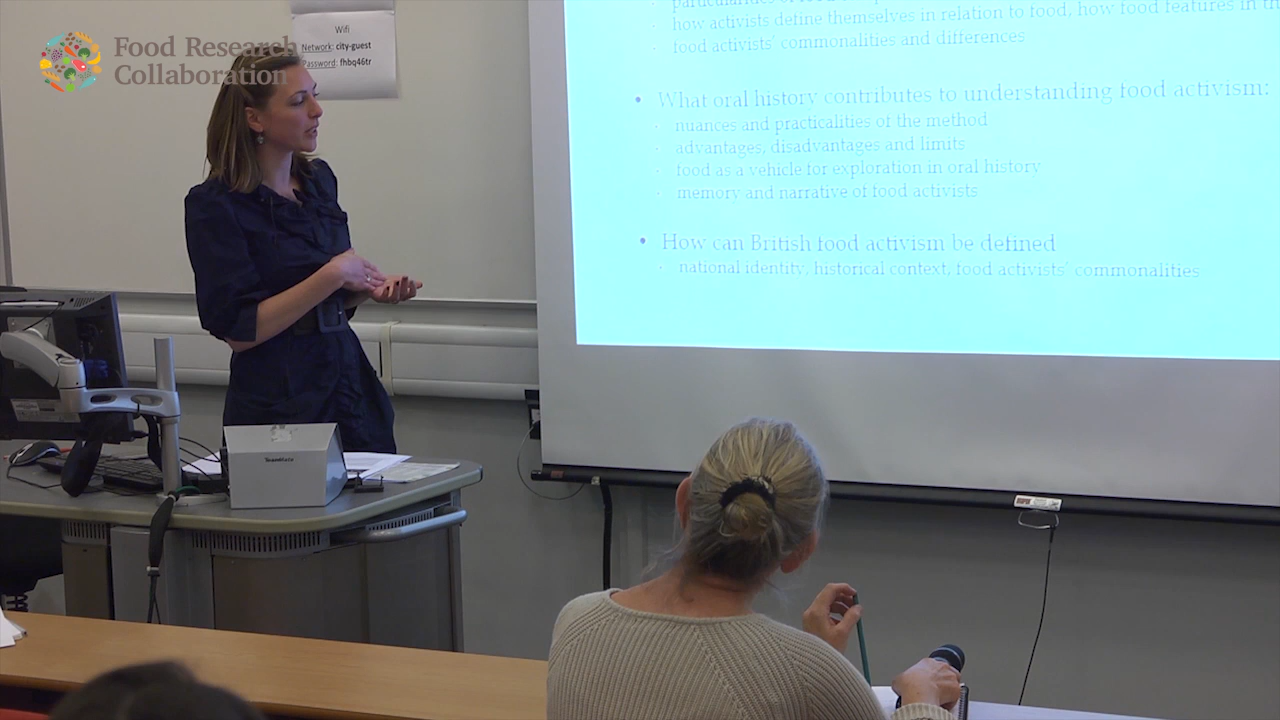 Food Research
Collaboration
Wifi
Network: city-guest
Password: fhbq46tr
how activists define themselves in relation to food, how food features in
food activists' commonalities and differences
• What oral history contributes to understanding food activism:
nuances and practicalities of the method
advantages, disadvantages and limits
food as a vehicle for exploration in oral history
memory and narrative of food activists
• How can British food activism be defined
national identity, historical context, food activists' commonalities